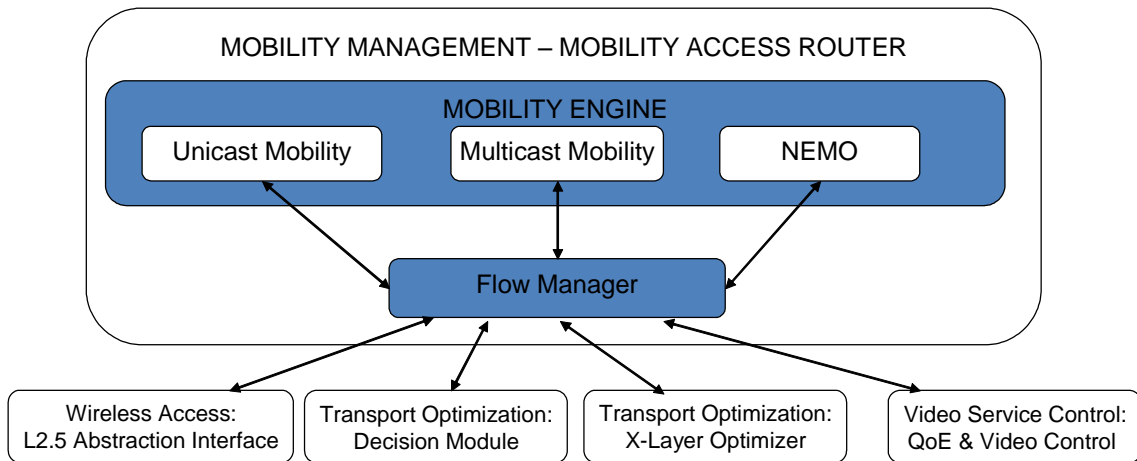 MOBILITY MANAGEMENT – MOBILITY ACCESS ROUTER
MOBILITY ENGINE
Unicast Mobility
Multicast Mobility
NEMO
Flow Manager
Wireless Access:
L2.5 Abstraction Interface
Transport Optimization:
Decision Module
Transport Optimization:
X-Layer Optimizer
Video Service Control:
QoE & Video Control